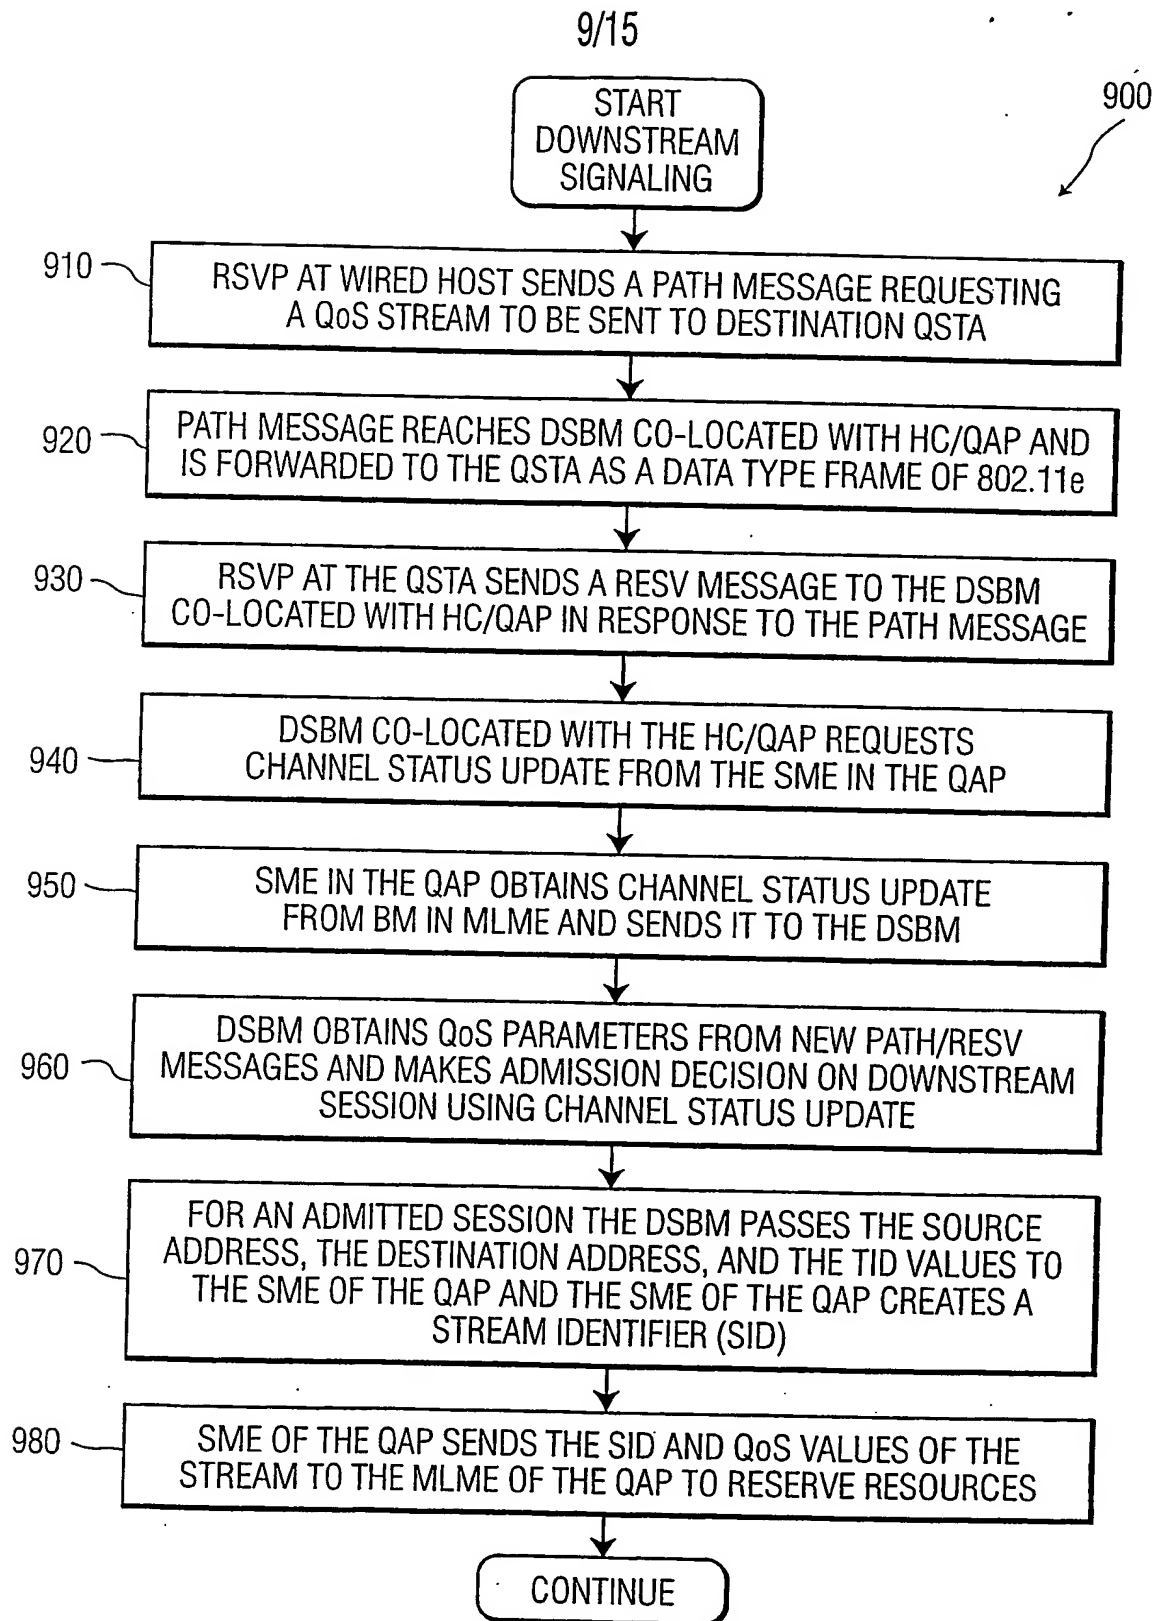 9/15
START
DOWNSTREAM
SIGNALING
900
910
RSVP AT WIRED HOST SENDS A PATH MESSAGE REQUESTING
A QoS STREAM TO BE SENT TO DESTINATION QSTA
920
PATH MESSAGE REACHES DSBM CO-LOCATED WITH HC/QAP AND
IS FORWARDED TO THE QSTA AS A DATA TYPE FRAME OF 802.11e
930
RSVP AT THE QSTA SENDS A RESV MESSAGE TO THE DSBM
CO-LOCATED WITH HC/QAP IN RESPONSE TO THE PATH MESSAGE
940
DSBM CO-LOCATED WITH THE HC/QAP REQUESTS
CHANNEL STATUS UPDATE FROM THE SME IN THE QAP
950
SME IN THE QAP OBTAINS CHANNEL STATUS UPDATE
FROM BM IN MLME AND SENDS IT TO THE DSBM
960
DSBM OBTAINS QoS PARAMETERS FROM NEW PATH/RESV
MESSAGES AND MAKES ADMISSION DECISION ON DOWNSTREAM
SESSION USING CHANNEL STATUS UPDATE
970
FOR AN ADMITTED SESSION THE DSBM PASSES THE SOURCE
ADDRESS, THE DESTINATION ADDRESS, AND THE TID VALUES TO
THE SME OF THE QAP AND THE SME OF THE QAP CREATES A
STREAM IDENTIFIER (SID)
980
SME OF THE QAP SENDS THE SID AND QoS VALUES OF THE
STREAM TO THE MLME OF THE QAP TO RESERVE RESOURCES
CONTINUE